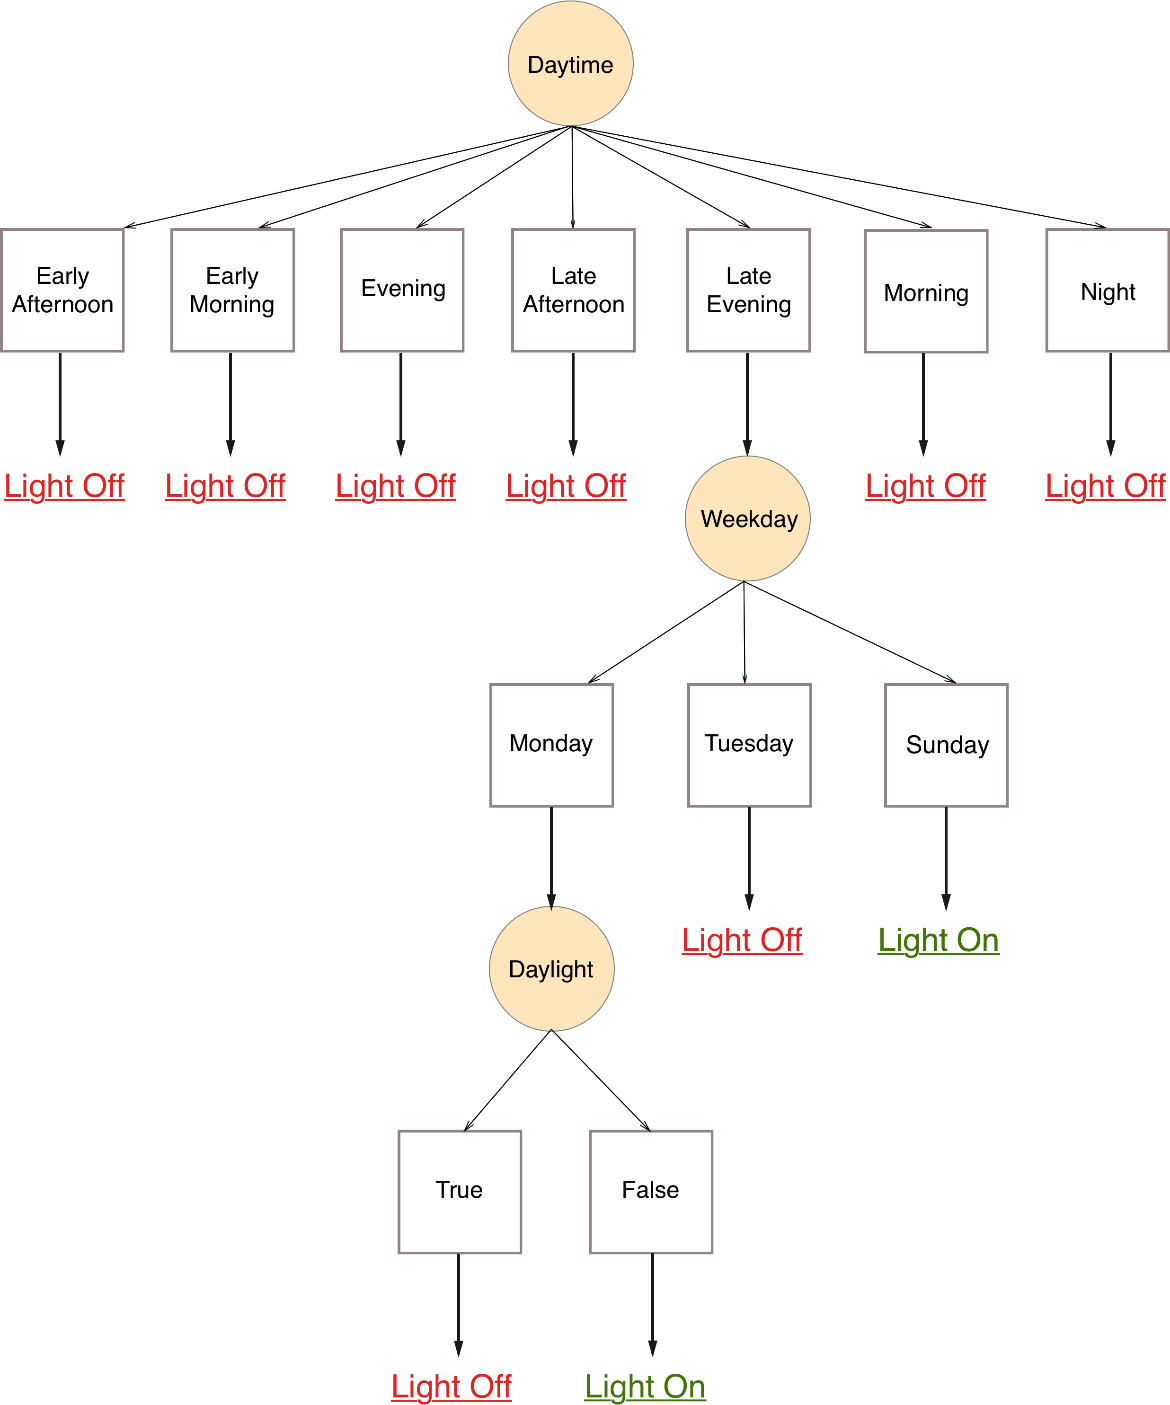 Daytime
Early
Afternoon
Early
Morning
Evening
Late
Afternoon
Late
Evening
Morning
Night
Light Off
Light Off
Light Off
Light Off
Light Off
Light Off
Weekday
Monday
Tuesday
Sunday
Light Off
Light On
Daylight
True
False
Light Off
Light On